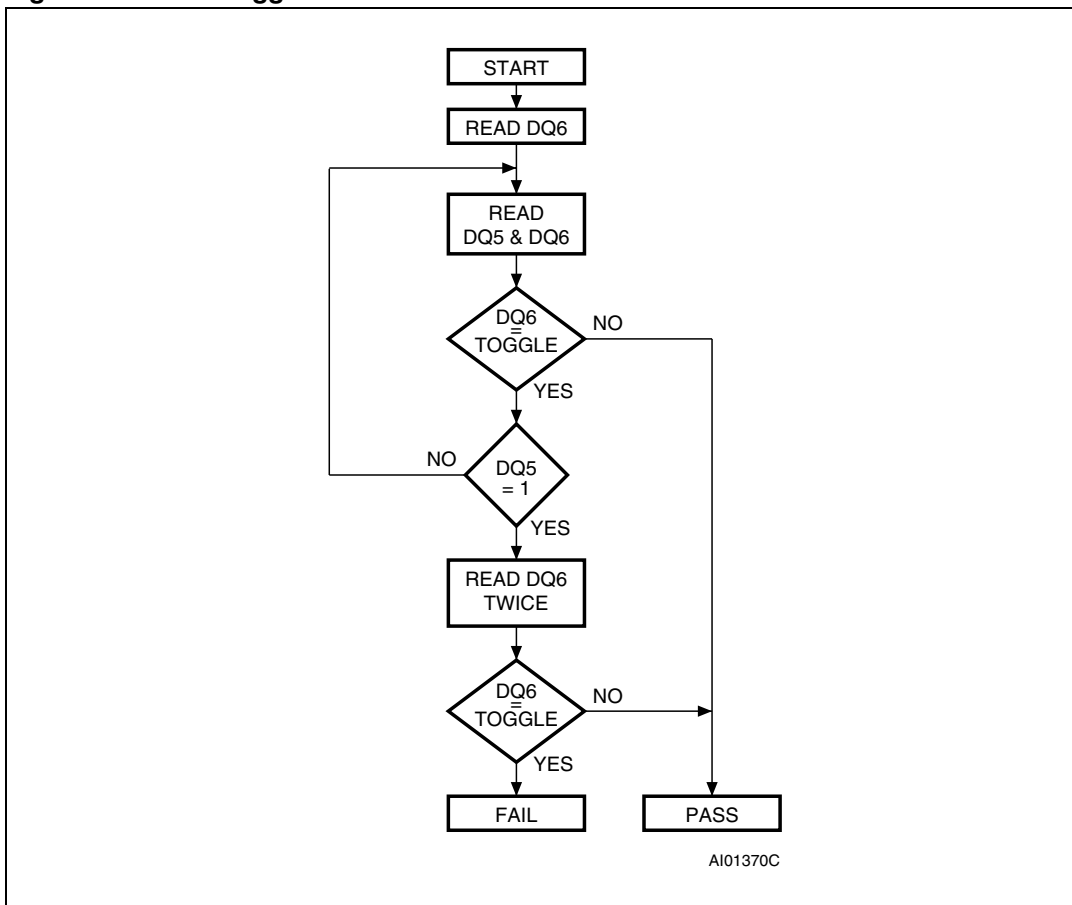 START
READ DQ6
READ
DQ5 & DQ6
DQ6
=
TOGGLE
NO
YES
NO
DQ5
= 1
YES
READ DQ6
TWICE
DQ6
=
TOGGLE
NO
YES
FAIL
PASS
AI01370C